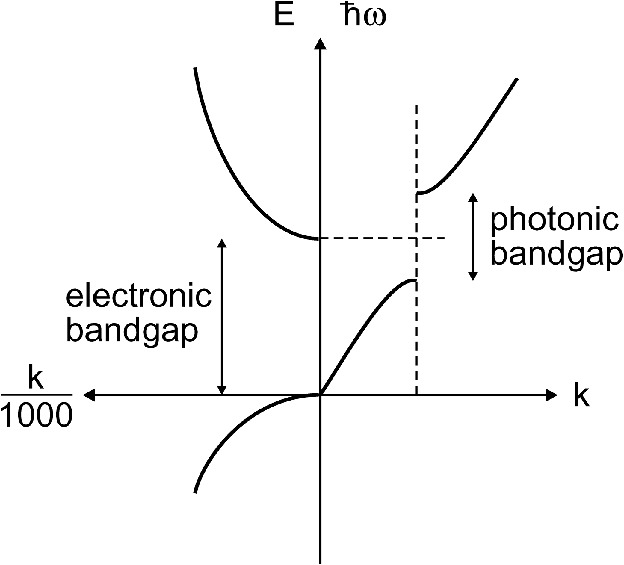 E ħω
photonic
bandgap
electronic
bandgap
k
1000
k